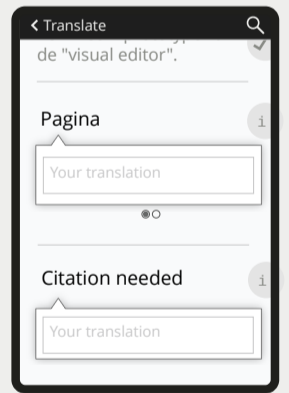 Translate
de "visual editor".
Pagina
i
Your translation
Citation needed
i
Your translation